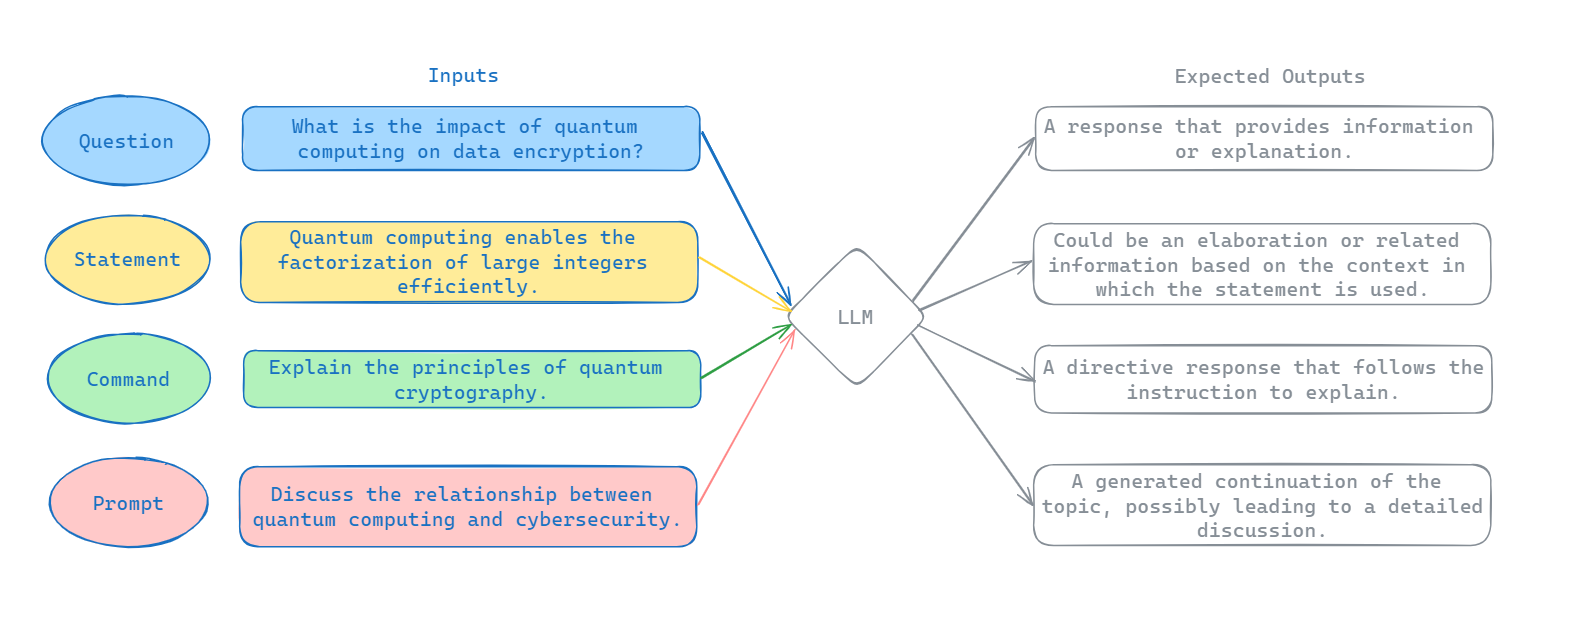 Inputs
Expected Outputs
Question
What is the impact of quantum
computing on data encryption?
A response that provides information
or explanation.
Statement
Quantum computing enables the
factorization of large integers
efficiently.
Could be an elaboration or related
information based on the context in
which the statement is used.
LLM
Command
Explain the principles of quantum
cryptography.
A directive response that follows the
instruction to explain.
Prompt
Discuss the relationship between
quantum computing and cybersecurity.
A generated continuation of the
topic, possibly leading to a detailed
discussion.